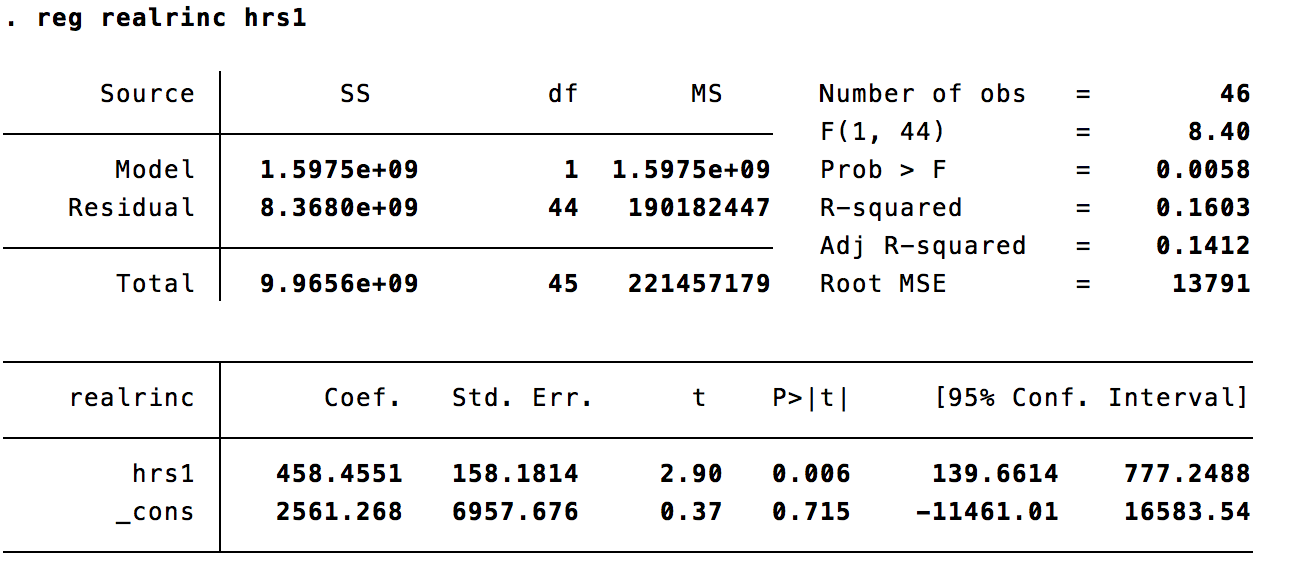 . reg realrinc hrs1
Source SS df MS Number of obs = 46
F(1, 44) = 8.40
Model 1.5975e+09 1 1.5975e+09 Prob > F = 0.0058
Residual 8.3680e+09 44 190182447 R-squared = 0.1603
Adj R-squared = 0.1412
Total 9.9656e+09 45 221457179 Root MSE = 13791
realrinc Coef. Std. Err. t P>|t| [95% Conf. Interval]
hrs1 458.4551 158.1814 2.90 0.006 139.6614 777.2488
_cons 2561.268 6957.676 0.37 0.715 -11461.01 16583.54